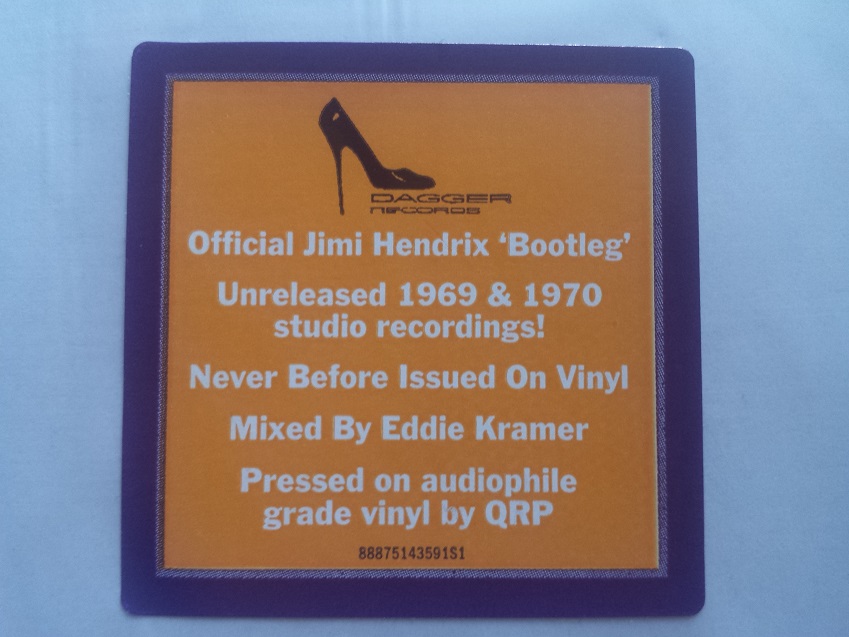 DAGGER
RECORDS
Official Jimi Hendrix ‘Bootleg’
Unreleased 1969 & 1970
studio recordings!
Never Before Issued On Vinyl
Mixed By Eddie Kramer
Pressed on audiophile
grade vinyl by QRP
88875143591S1